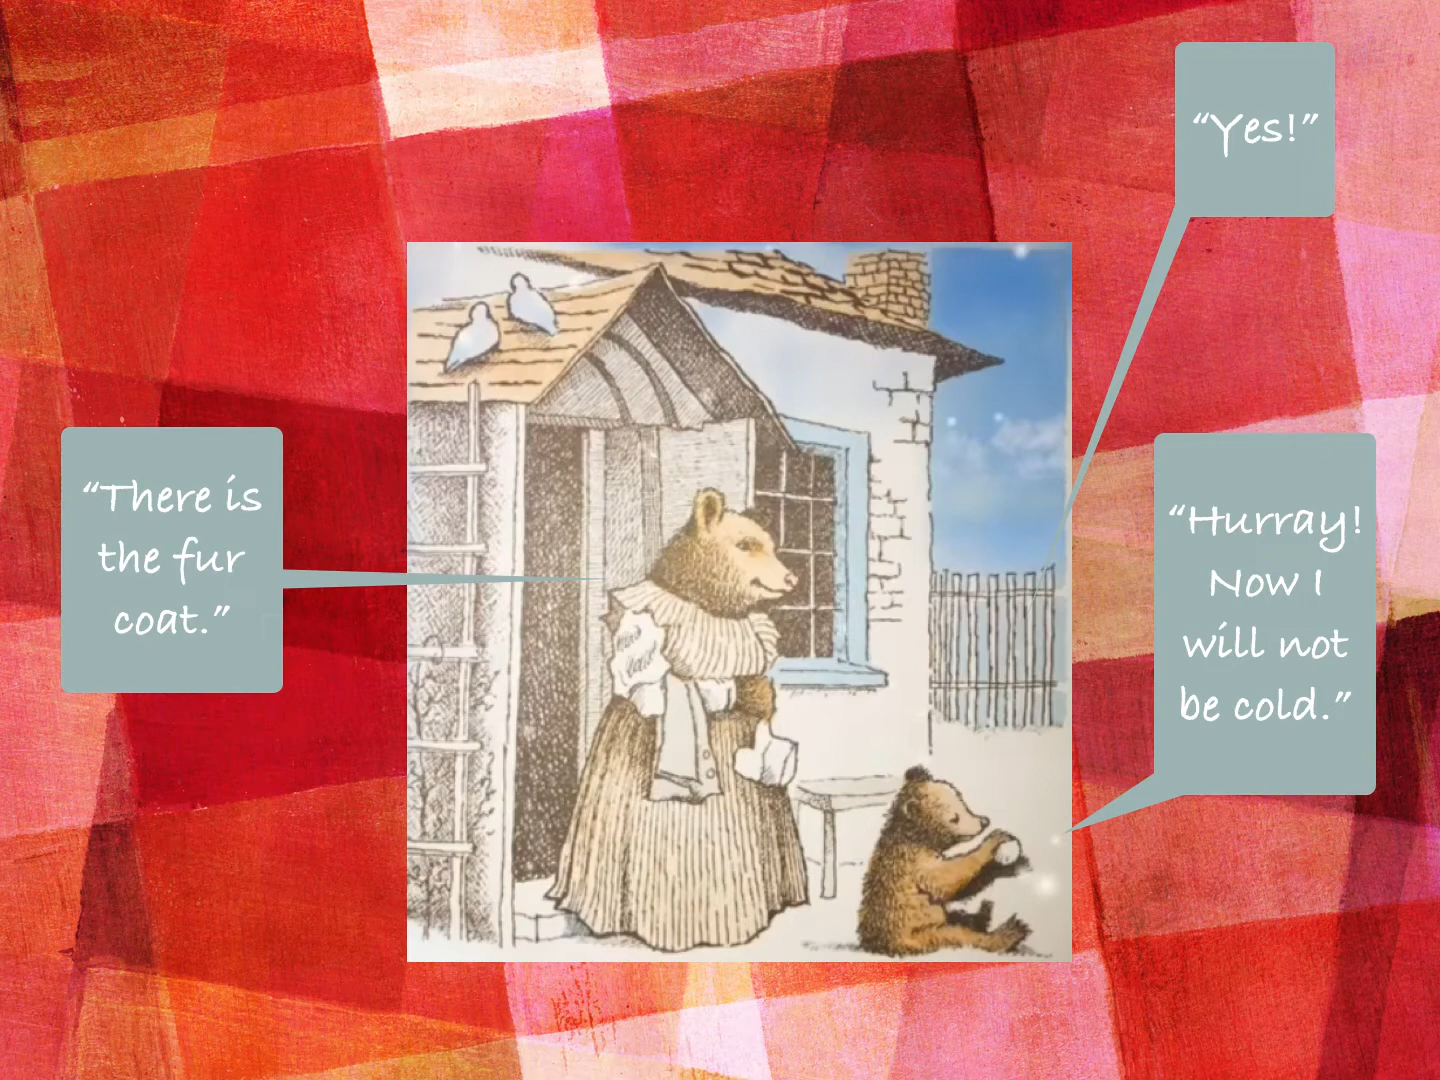 “Yes!”
“There is
the fur
coat.”
“Hurray!
Now I
will not
be cold.”